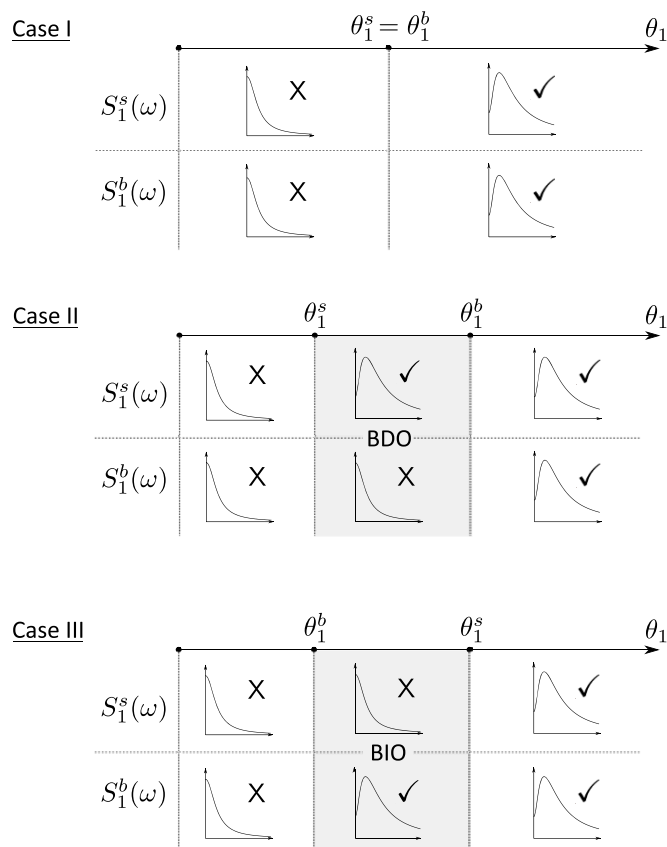 Case I
θ₁ˢ = θ₁ᵇ
θ₁
S₁ˢ(ω) X ✓
S₁ᵇ(ω) X ✓
Case II
θ₁ˢ θ₁ᵇ θ₁
S₁ˢ(ω) X ✓ ✓
BDO
S₁ᵇ(ω) X X ✓
Case III
θ₁ᵇ θ₁ˢ θ₁
S₁ˢ(ω) X X ✓
BIO
S₁ᵇ(ω) X ✓ ✓